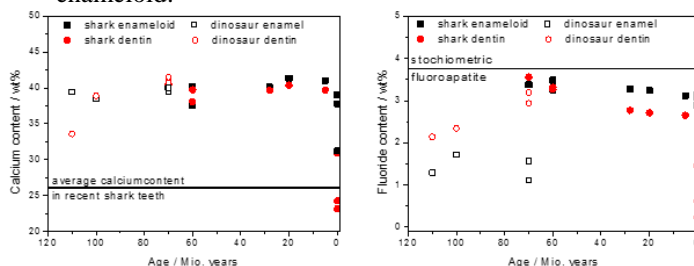 enameloid.
shark enameloid dinosaur enamel
shark dentin dinosaur dentin
50
45
40
35
30
25
20
Calcium content / wt%
average calciumcontent
in recent shark teeth
120 100 80 60 40 20 0
Age / Mio. years
shark enameloid dinosaur enamel
shark dentin dinosaur dentin
5
4
3
2
1
0
Fluoride content / wt%
stochiometric
fluoroapatite
120 100 80 60 40 20
Age / Mio. years